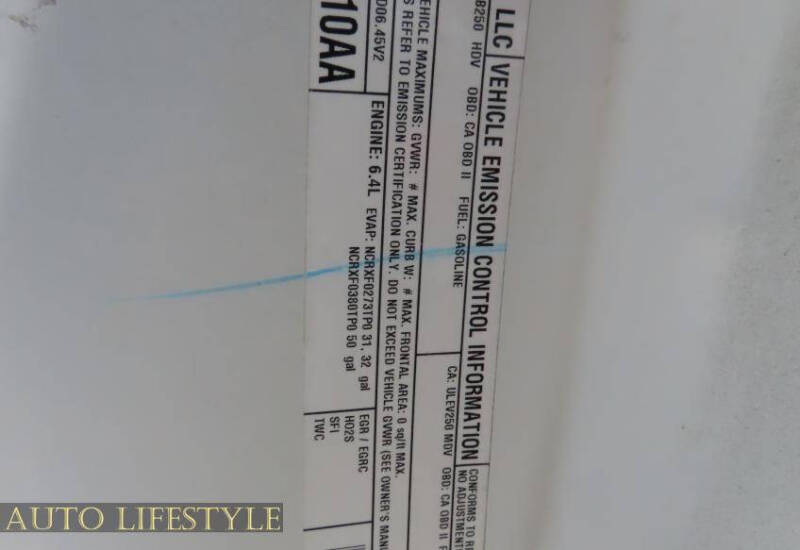 LLC VEHICLE EMISSION CONTROL INFORMATION
CONFORMS TO
NO ADJUSTMENT
B250 HDV OBD: CA OBD II FUEL: GASOLINE
CA: ULEV250 MDV OBD: CA OBD II
VEHICLE MAXIMUMS: GVWR: # MAX. CURB W: # MAX. FRONTAL AREA: 0 sq/ft MAX.
S REFER TO EMISSION CERTIFICATION ONLY. DO NOT EXCEED VEHICLE GVWR (SEE OWNER'S MANU
D06.45V2
10AA
ENGINE: 6.4L EVAP: NCRXF0273TP0 31, 32 gal
NCRXF0380TP0 50 gal
EGR / EGRC
HO2S
SFI
TWC
AUTO LIFESTYLE